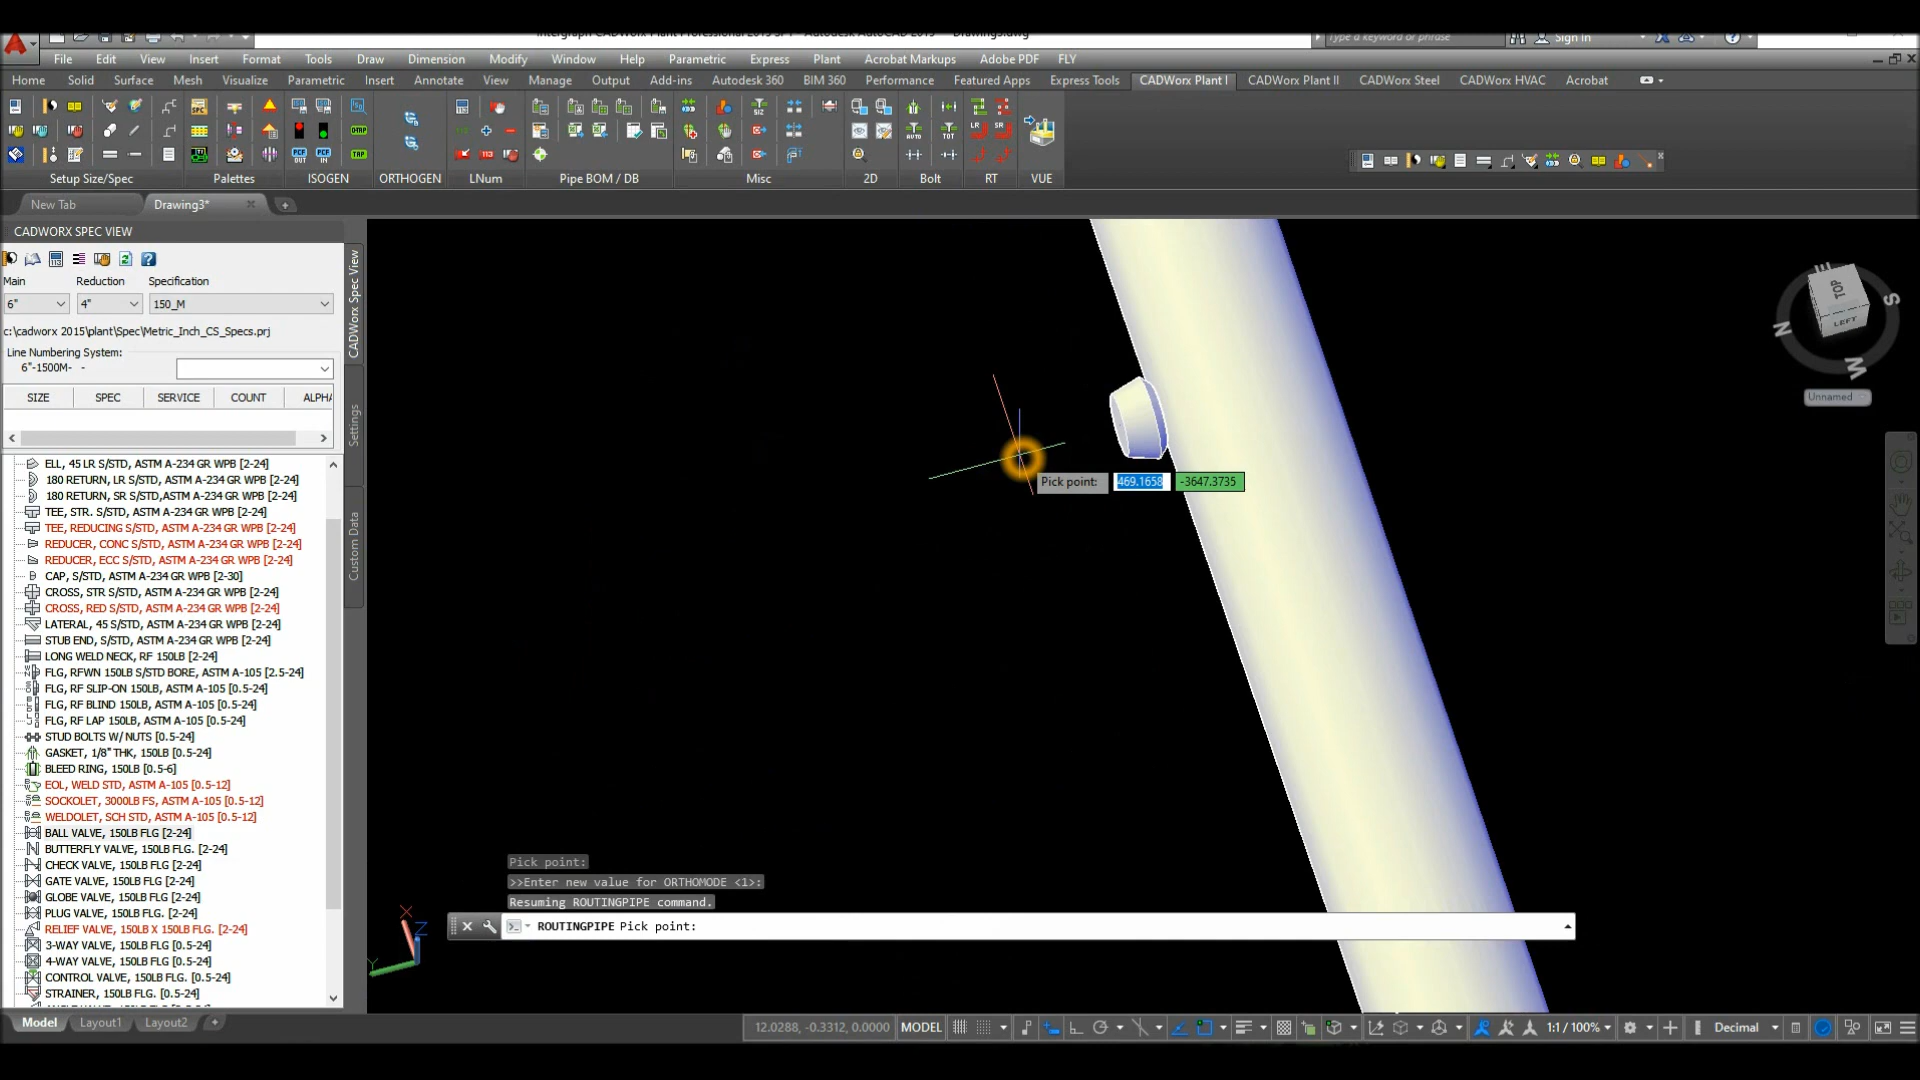 Intergraph CADWorx Plant Professional 2015 SP1 - Autodesk AutoCAD 2015 Drawing3.dwg
Type a keyword or phrase
Sign In
File Edit View Insert Format Tools Draw Dimension Modify Window Help Parametric Express Plant Acrobat Markups Adobe PDF FLY
Home Solid Surface Mesh Visualize Parametric Insert Annotate View Manage Output Add-ins Autodesk 360 BIM 360 Performance Featured Apps Express Tools CADWorx Plant I CADWorx Plant II CADWorx Steel CADWorx HVAC Acrobat
Setup Size/Spec Palettes ISOGEN ORTHOGEN LNum Pipe BOM / DB Misc 2D Bolt RT VUE
New Tab Drawing3*
CADWORX SPEC VIEW
Main Reduction Specification
6" 4" 150_M
c:\cadworx 2015\plant\Spec\Metric_Inch_CS_Specs.prj
Line Numbering System:
6"-1500M- -
SIZE SPEC SERVICE COUNT ALPHA
ELL, 45 LR S/STD, ASTM A-234 GR WPB [2-24]
180 RETURN, LR S/STD, ASTM A-234 GR WPB [2-24]
180 RETURN, SR S/STD, ASTM A-234 GR WPB [2-24]
TEE, STR. S/STD, ASTM A-234 GR WPB [2-24]
TEE, REDUCING S/STD, ASTM A-234 GR WPB [2-24]
REDUCER, CONC S/STD, ASTM A-234 GR WPB [2-24]
REDUCER, ECC S/STD, ASTM A-234 GR WPB [2-24]
CAP, S/STD, ASTM A-234 GR WPB [2-30]
CROSS, STR S/STD, ASTM A-234 GR WPB [2-24]
CROSS, RED S/STD, ASTM A-234 GR WPB [2-24]
LATERAL, 45 S/STD, ASTM A-234 GR WPB [2-24]
STUB END, S/STD, ASTM A-234 GR WPB [2-24]
LONG WELD NECK, RF 150LB [2-24]
FLG, RFWN 150LB S/STD BORE, ASTM A-105 [2.5-24]
FLG, RF SLIP-ON 150LB, ASTM A-105 [0.5-24]
FLG, RF BLIND 150LB, ASTM A-105 [0.5-24]
FLG, RF LAP 150LB, ASTM A-105 [0.5-24]
STUD BOLTS W/ NUTS [0.5-24]
GASKET, 1/8" THK, 150LB [0.5-24]
BLEED RING, 150LB [0.5-6]
EOL, WELD STD, ASTM A-105 [0.5-12]
SOCKOLET, 3000LB FS, ASTM A-105 [0.5-12]
WELDOLET, SCH STD, ASTM A-105 [0.5-12]
BALL VALVE, 150LB FLG [2-24]
BUTTERFLY VALVE, 150LB FLG. [2-24]
CHECK VALVE, 150LB FLG [2-24]
GATE VALVE, 150LB FLG [2-24]
GLOBE VALVE, 150LB FLG [2-24]
PLUG VALVE, 150LB FLG. [2-24]
RELIEF VALVE, 150LB X 150LB FLG. [2-24]
3-WAY VALVE, 150LB FLG [0.5-24]
4-WAY VALVE, 150LB FLG. [0.5-24]
CONTROL VALVE, 150LB FLG. [0.5-24]
STRAINER, 150LB FLG. [0.5-24]
CADWorx Spec View
Settings
Custom Data
TOP
LEFT
N
S
W
E
Unnamed
Pick point: 469.1658 -3647.3735
Pick point:
>>Enter new value for ORTHOMODE <1>:
Resuming ROUTINGPIPE command.
ROUTINGPIPE Pick point:
X
Y
Z
Model Layout1 Layout2
12.0288, -0.3312, 0.0000 MODEL 1:1 / 100% Decimal